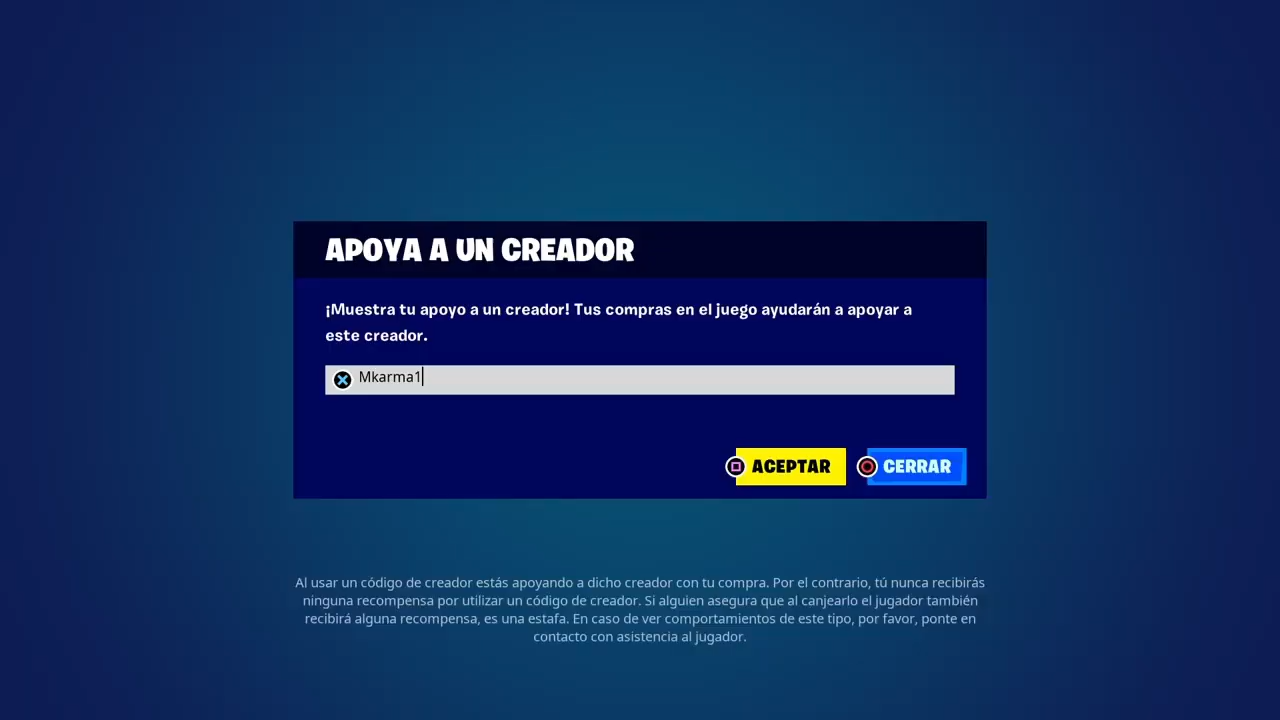 APOYA A UN CREADOR
¡Muestra tu apoyo a un creador! Tus compras en el juego ayudarán a apoyar a
este creador.
Mkarma1
ACEPTAR
CERRAR
Al usar un código de creador estás apoyando a dicho creador con tu compra. Por el contrario, tú nunca recibirás
ninguna recompensa por utilizar un código de creador. Si alguien asegura que al canjearlo el jugador también
recibirá alguna recompensa, es una estafa. En caso de ver comportamientos de este tipo, por favor, ponte en
contacto con asistencia al jugador.